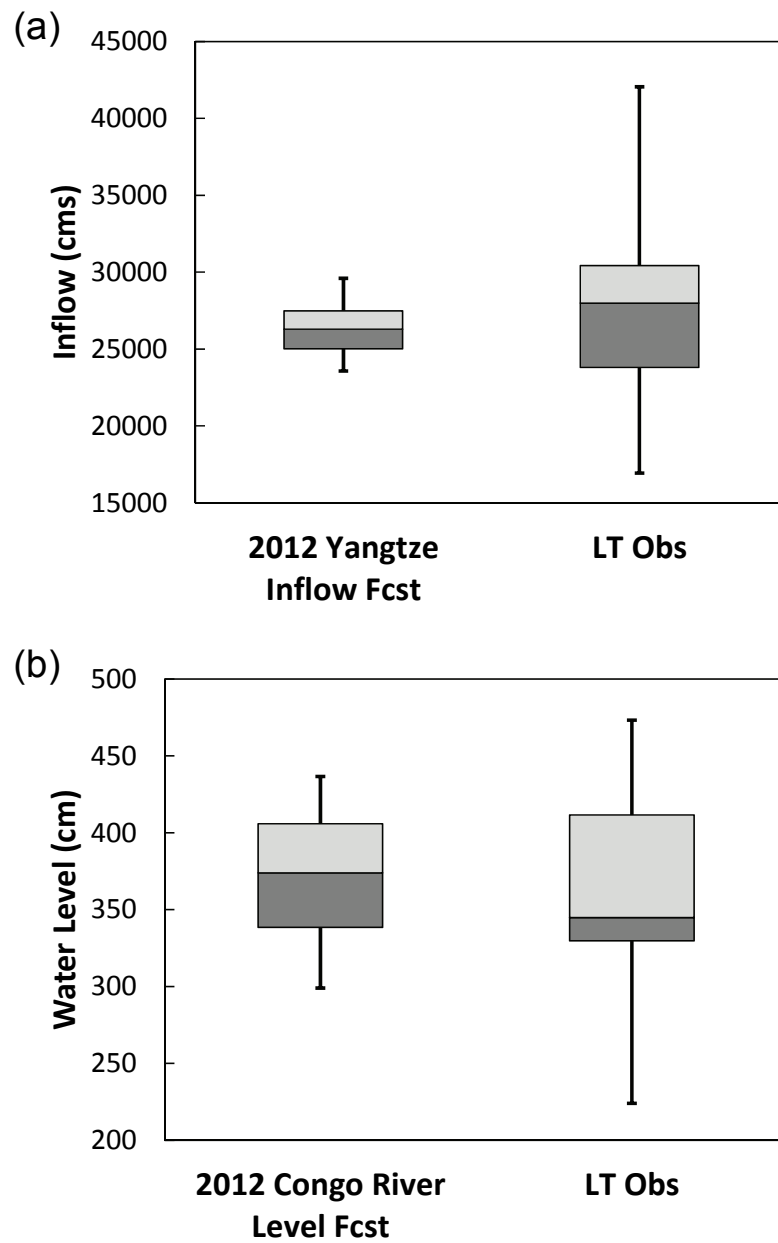 (a)
45000
40000
35000
30000
25000
20000
15000
Inflow (cms)
2012 Yangtze
Inflow Fcst
LT Obs
(b)
500
450
400
350
300
250
200
Water Level (cm)
2012 Congo River
Level Fcst
LT Obs